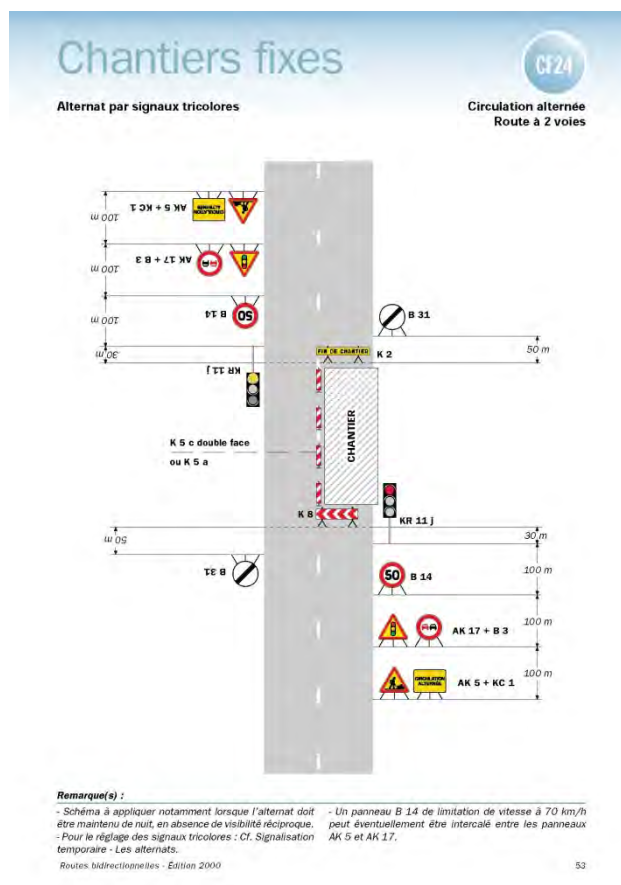 Chantiers fixes
CF24
Alternat par signaux tricolores
Circulation alternée
Route à 2 voies
AK 5 + KC 1
CIRCULATION
ALTERNÉE
100 m
AK 17 + B 3
100 m
B 14
50
100 m
B 31
30 m
FIN DE CHANTIER
K 2
50 m
KR 11 j
CHANTIER
K 5 c double face
ou K 5 a
K 8
KR 11 j
50 m
30 m
B 31
50
B 14
100 m
AK 17 + B 3
100 m
CIRCULATION
ALTERNÉE
AK 5 + KC 1
100 m
Remarque(s) :
- Schéma à appliquer notamment lorsque l'alternat doit
être maintenu de nuit, en absence de visibilité réciproque.
- Pour le réglage des signaux tricolores : Cf. Signalisation
temporaire - Les alternats.
- Un panneau B 14 de limitation de vitesse à 70 km/h
peut éventuellement être intercalé entre les panneaux
AK 5 et AK 17.
Routes bidirectionnelles - Édition 2000
53